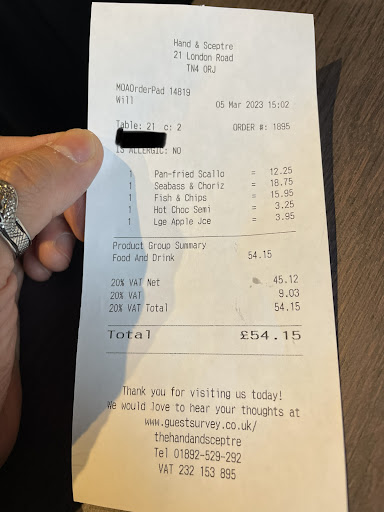 Hand & Sceptre
21 London Road
TN4 ORJ
MOAOrderPad 14819
Will
05 Mar 2023 15:02
Table: 21 c: 2 ORDER #: 1895
IS ALLERGIC: NO
1 Pan-fried Scallo = 12.25
1 Seabass & Choriz = 18.75
1 Fish & Chips = 15.95
1 Hot Choc Semi = 3.25
1 Lge Apple Jce = 3.95
Product Group Summary
Food And Drink 54.15
20% VAT Net 45.12
20% VAT 9.03
20% VAT Total 54.15
Total £54.15
Thank you for visiting us today!
We would love to hear your thoughts at
www.guestsurvey.co.uk/
thehandandsceptre
Tel 01892-529-292
VAT 232 153 895